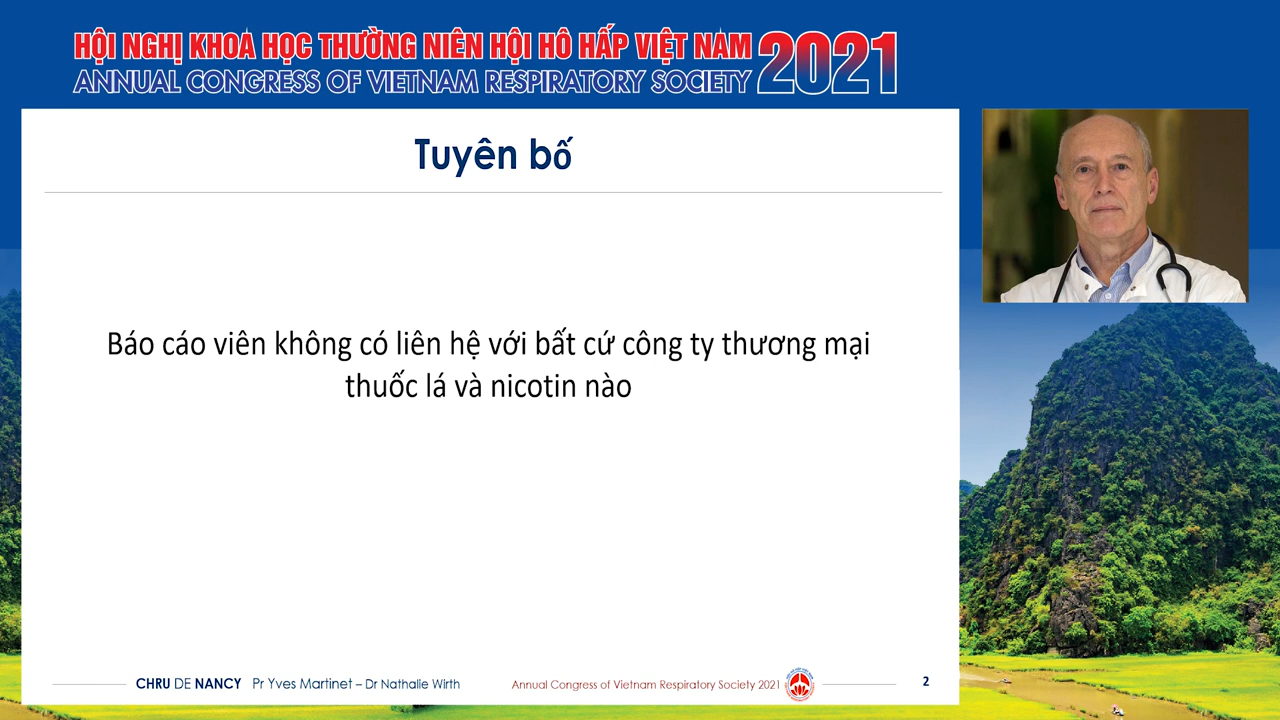 HỘI NGHỊ KHOA HỌC THƯỜNG NIÊN HỘI HÔ HẤP VIỆT NAM
ANNUAL CONGRESS OF VIETNAM RESPIRATORY SOCIETY 2021
Tuyên bố
Báo cáo viên không có liên hệ với bất cứ công ty thương mại
thuốc lá và nicotin nào
CHRU DE NANCY Pr Yves Martinet – Dr Nathalie Wirth
Annual Congress of Vietnam Respiratory Society 2021
2